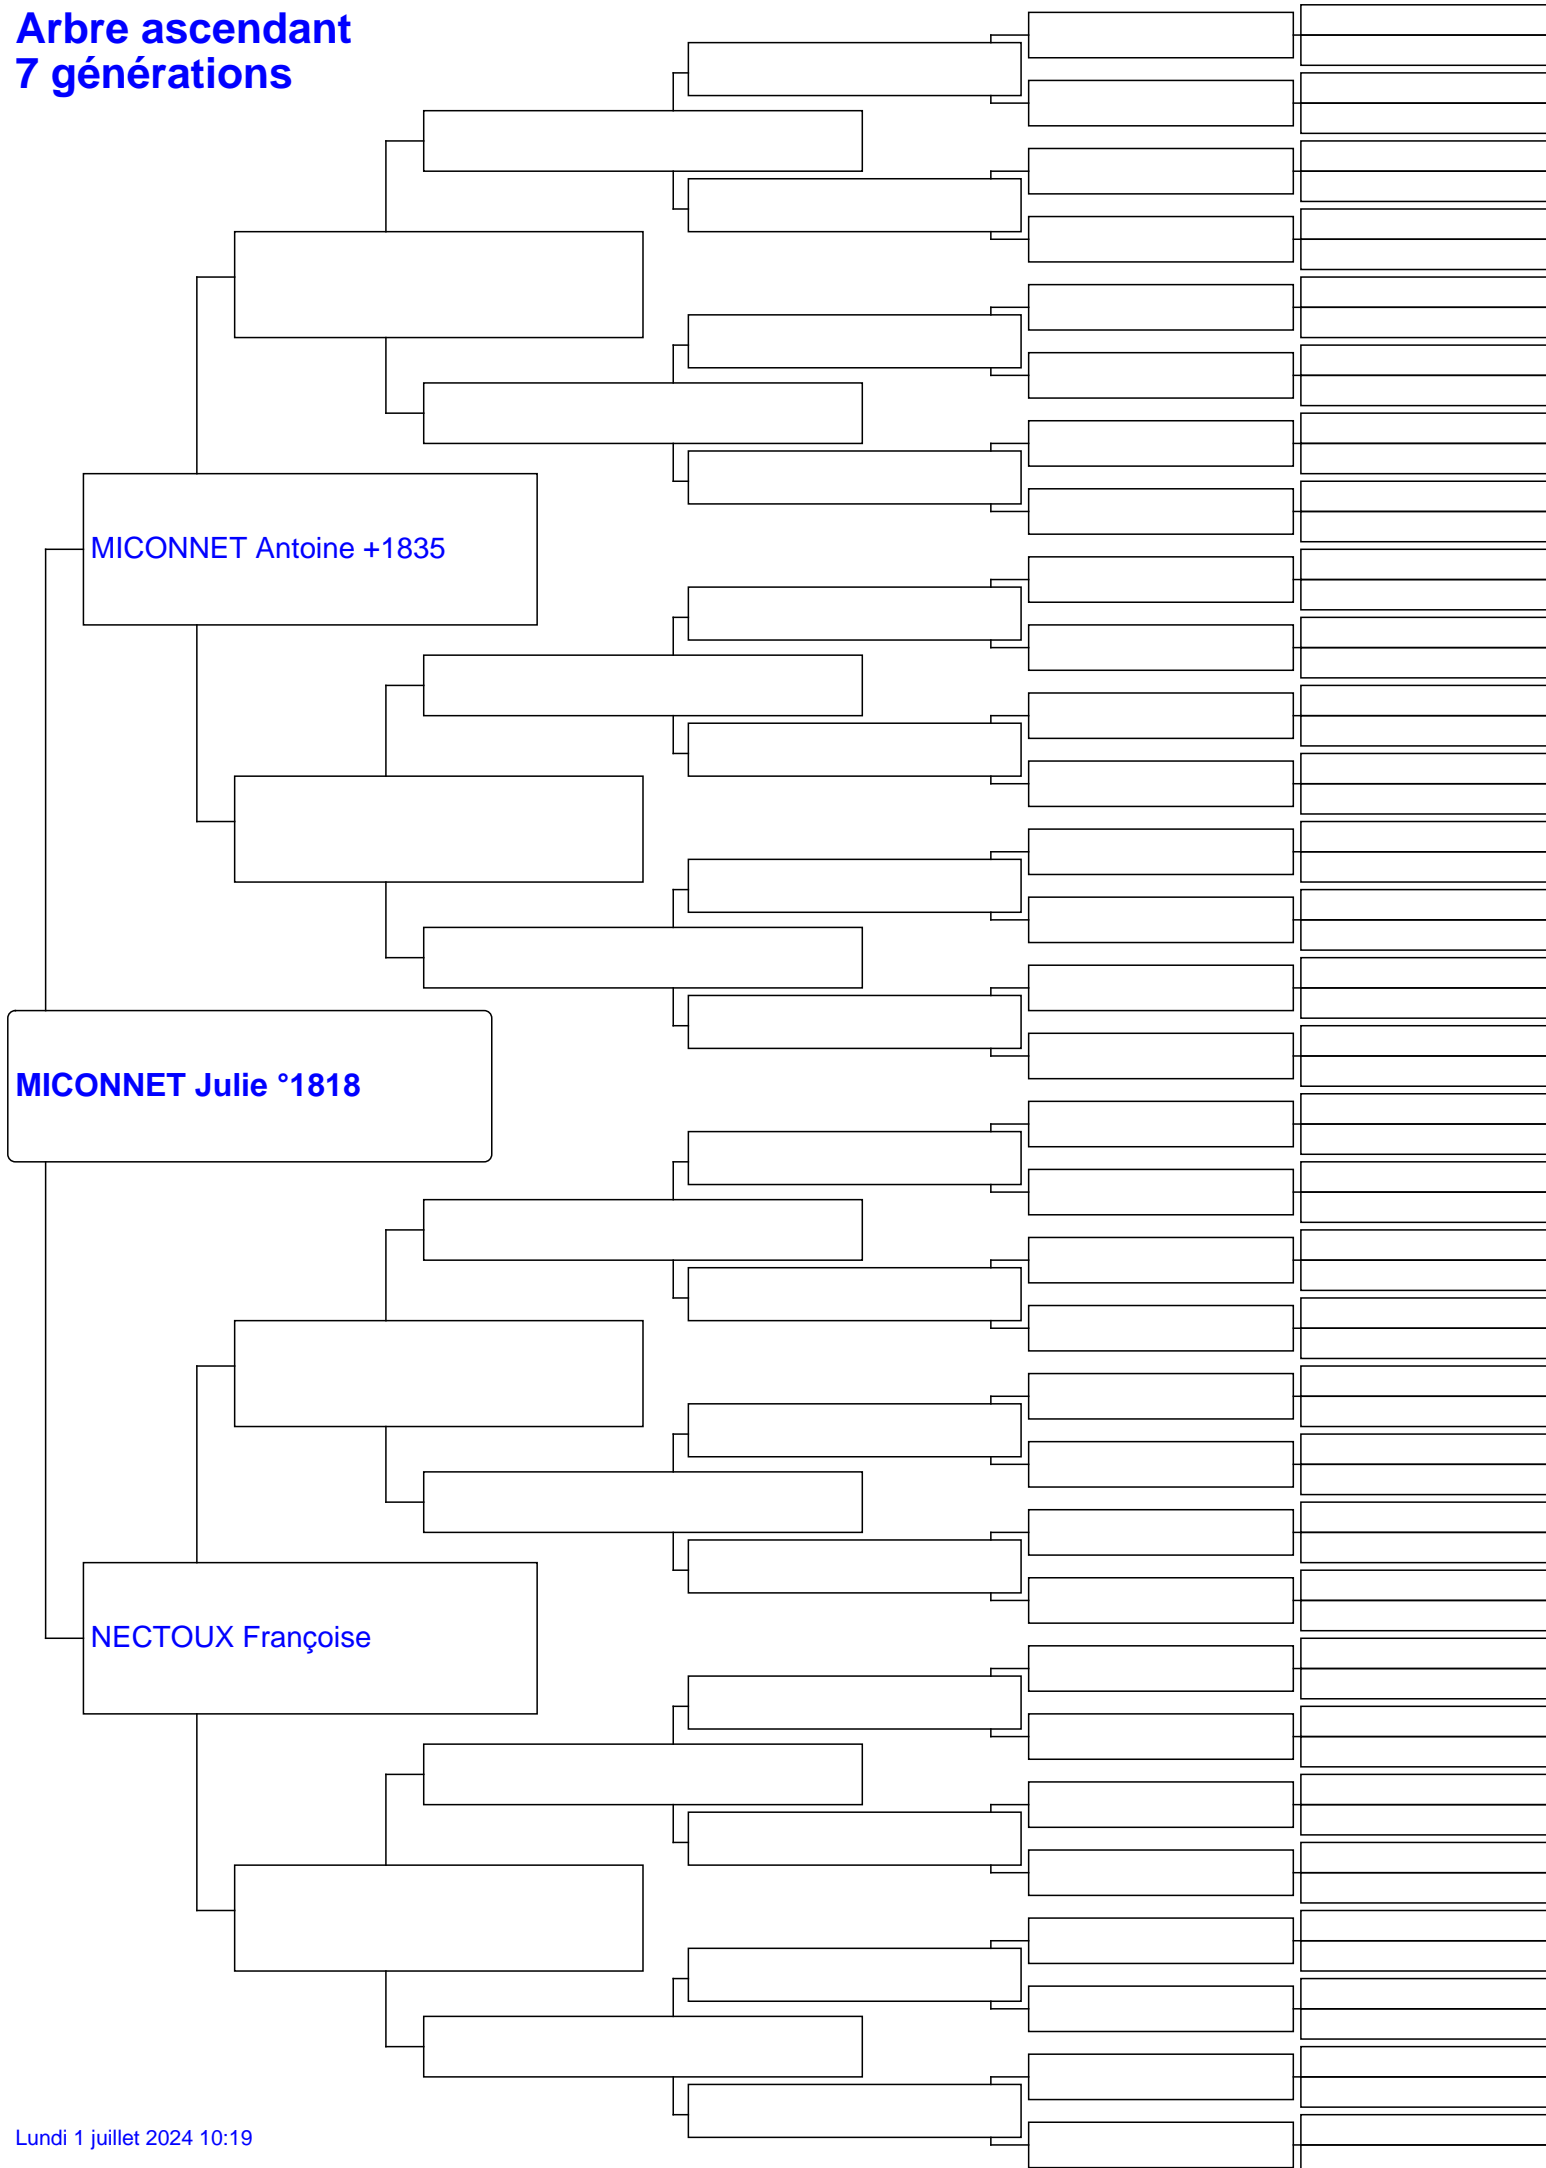 Arbre ascendant
7 générations
MICONNET Antoine +1835
MICONNET Julie °1818
NECTOUX Françoise
Lundi 1 juillet 2024 10:19